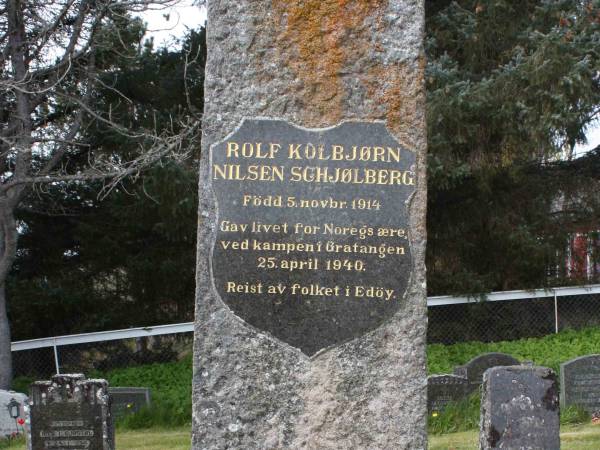 ROLF KOLBJØRN
NILSEN SCHJØLBERG
Född 5. novbr. 1914
Gav livet for Noregs ære,
ved kampen i Gratangen
25. april 1940.
Reist av folket i Edöy.